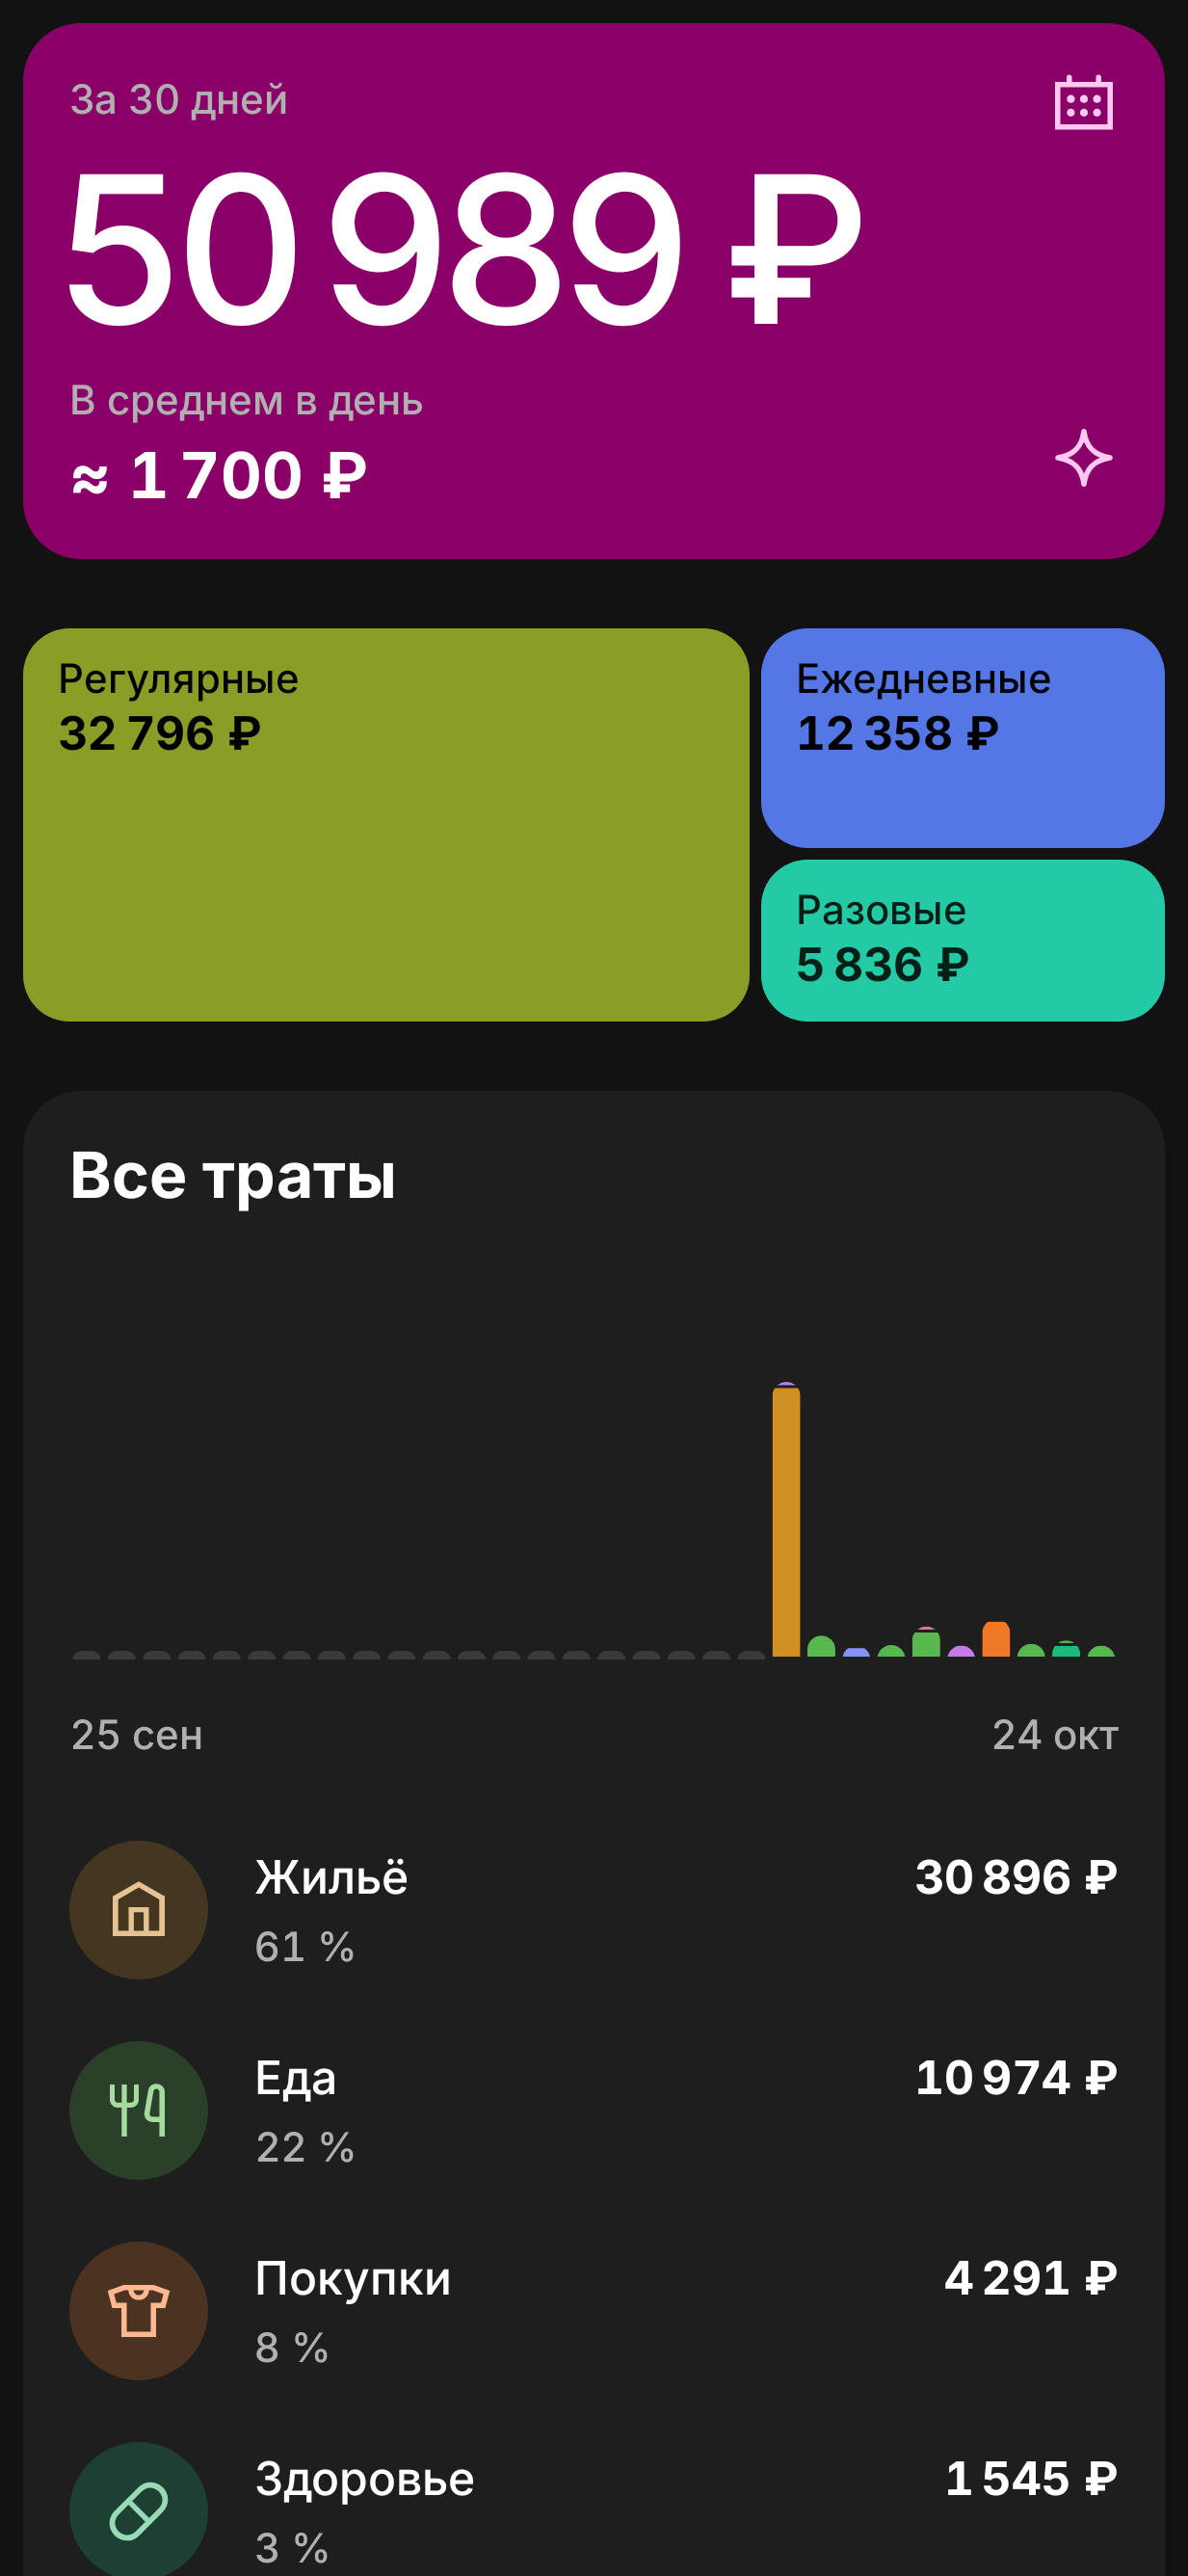 За 30 дней
50 989 ₽
В среднем в день
≈ 1 700 ₽
Регулярные
32 796 ₽
Ежедневные
12 358 ₽
Разовые
5 836 ₽
Все траты
25 сен
24 окт
Жильё
30 896 ₽
61 %
Еда
10 974 ₽
22 %
Покупки
4 291 ₽
8 %
Здоровье
1 545 ₽
3 %